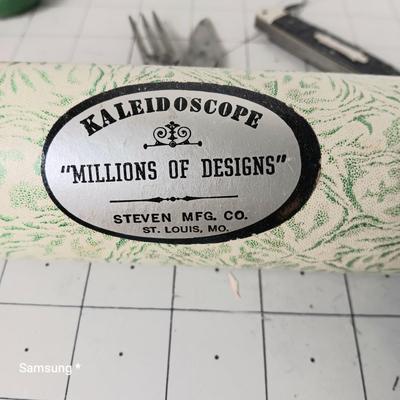 KALEIDOSCOPE
"MILLIONS OF DESIGNS"
STEVEN MFG. CO.
ST. LOUIS, MO.
Samsung *